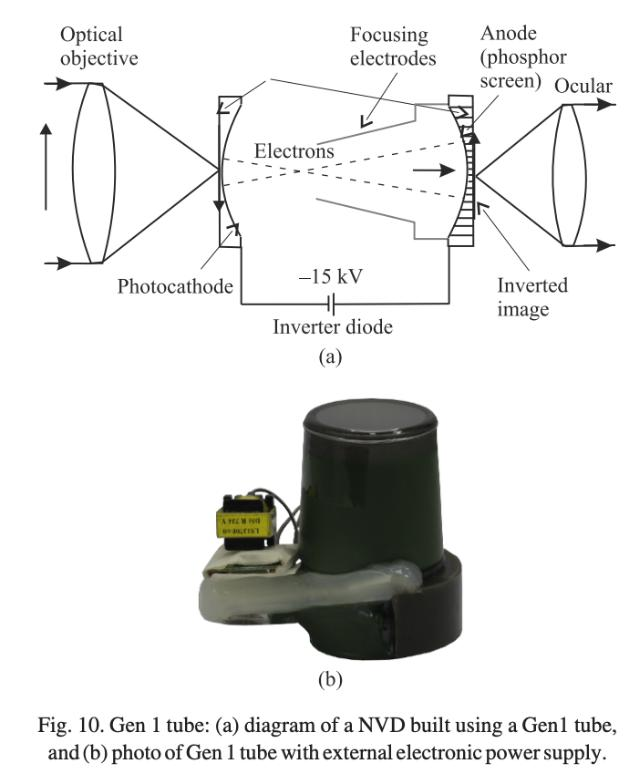 Optical
objective
Focusing
electrodes
Anode
(phosphor
screen)
Ocular
Electrons
Photocathode
–15 kV
Inverter diode
Inverted
image
(a)
(b)
Fig. 10. Gen 1 tube: (a) diagram of a NVD built using a Gen1 tube,
and (b) photo of Gen 1 tube with external electronic power supply.